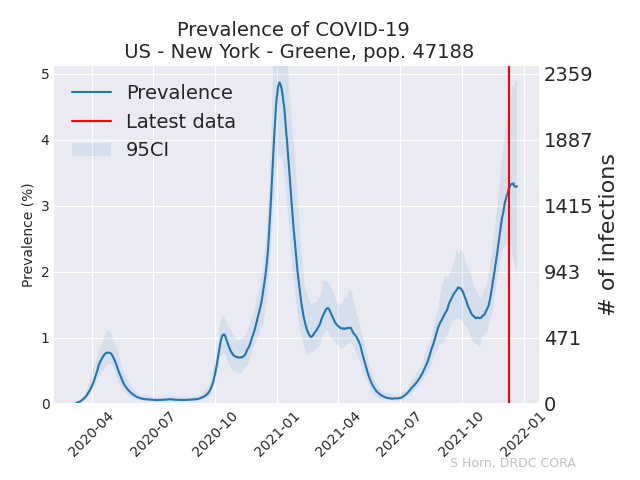 Prevalence of COVID-19
US - New York - Greene, pop. 47188
Prevalence
Latest data
95CI
Prevalence (%)
5
4
3
2
1
0
2359
1887
1415
943
471
0
# of infections
2020-04
2020-07
2020-10
2021-01
2021-04
2021-07
2021-10
2022-01
S Horn, DRDC CORA